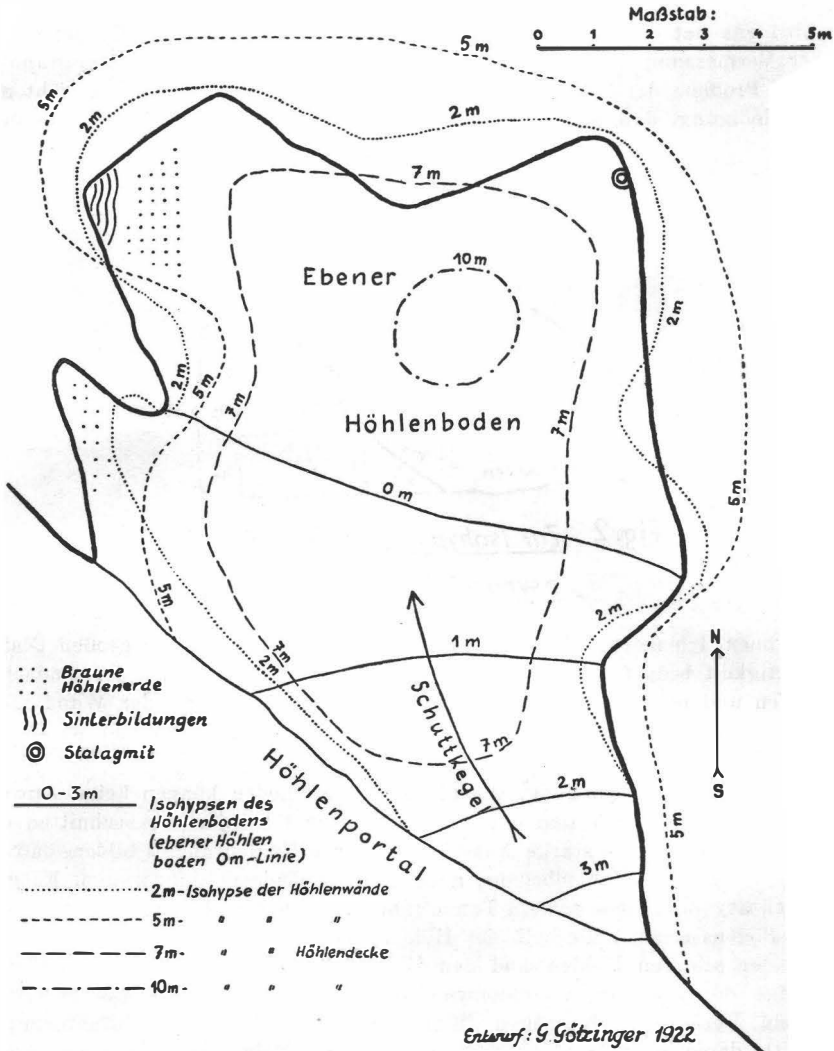 Maßstab:
0 1 2 3 4 5m
5m
5m
2m
2m
7m
10m
Ebener
2m
2m
5m
7m
Höhlenboden
7m
0m
5m
5m
2m
1m
7m
2m
Schuttkegel
7m
2m
N
S
5m
3m
Höhlenportal
Braune
Höhlenerde
Sinterbildungen
Stalagmit
0-3m
Isohypsen des
Höhlenbodens
(ebener Höhlen
boden 0m-Linie)
2m-Isohypse der Höhlenwände
5m- " " "
7m- " " Höhlendecke
10m- " " "
Entwurf: G. Götzinger 1922